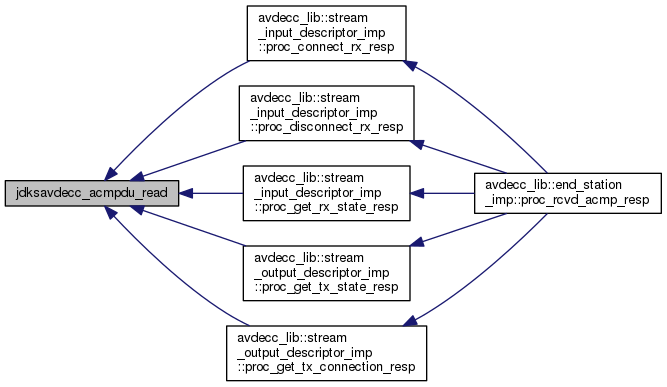 avdecc_lib::stream
_input_descriptor_imp
::proc_connect_rx_resp
avdecc_lib::stream
_input_descriptor_imp
::proc_disconnect_rx_resp
jdksavdecc_acmpdu_read
avdecc_lib::stream
_input_descriptor_imp
::proc_get_rx_state_resp
avdecc_lib::end_station
_imp::proc_rcvd_acmp_resp
avdecc_lib::stream
_output_descriptor_imp
::proc_get_tx_state_resp
avdecc_lib::stream
_output_descriptor_imp
::proc_get_tx_connection_resp